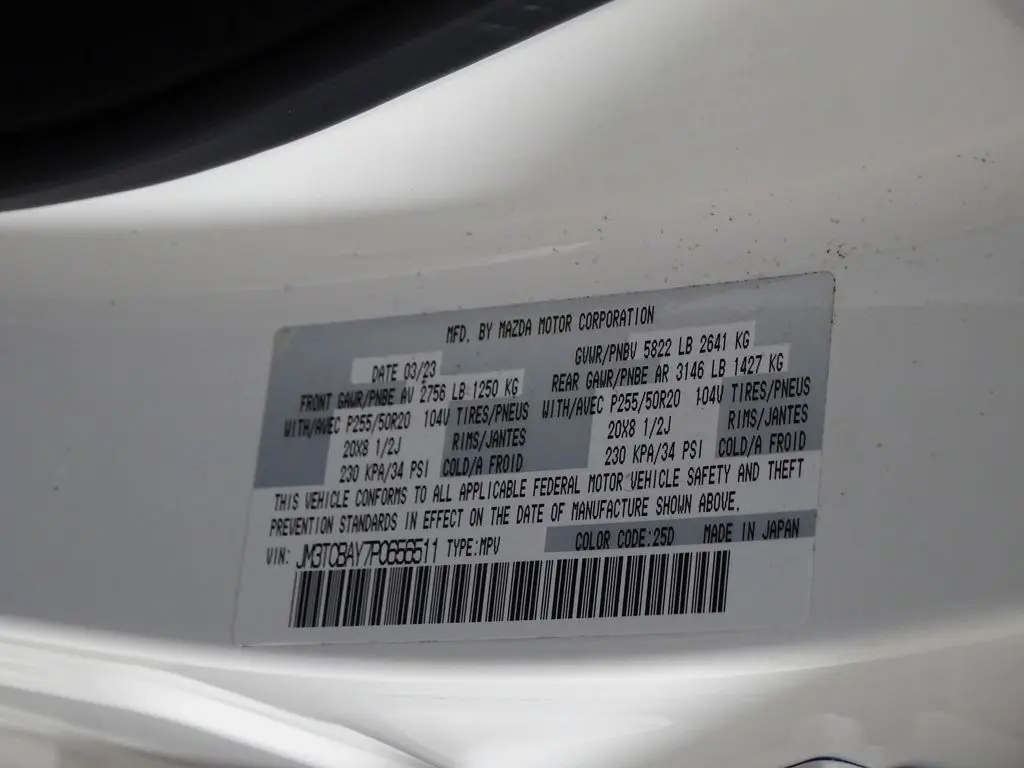 MFD. BY MAZDA MOTOR CORPORATION
DATE 03/23 GVWR/PNBV 5822 LB 2641 KG
FRONT GAWR/PNBE AV 2756 LB 1250 KG REAR GAWR/PNBE AR 3146 LB 1427 KG
WITH/AVEC P255/50R20 104V TIRES/PNEUS WITH/AVEC P255/50R20 104V TIRES/PNEUS
20X8 1/2J RIMS/JANTES 20X8 1/2J RIMS/JANTES
230 KPA/34 PSI COLD/A FROID 230 KPA/34 PSI COLD/A FROID
THIS VEHICLE CONFORMS TO ALL APPLICABLE FEDERAL MOTOR VEHICLE SAFETY AND THEFT
PREVENTION STANDARDS IN EFFECT ON THE DATE OF MANUFACTURE SHOWN ABOVE.
VIN: JM3TCBAY7P0656511 TYPE:MPV COLOR CODE:25D MADE IN JAPAN